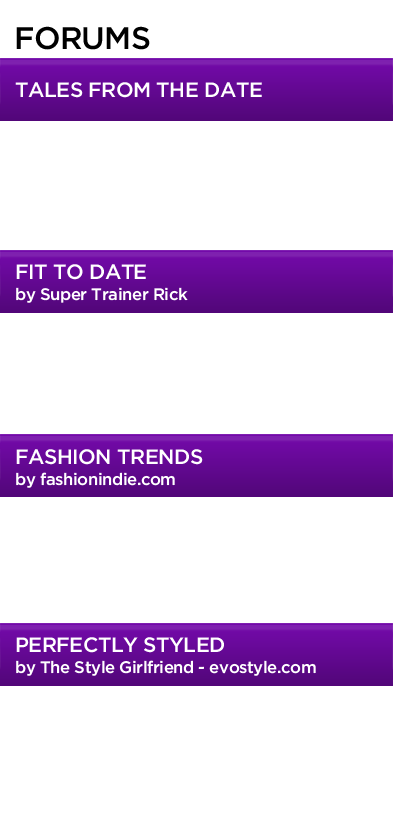 FORUMS
TALES FROM THE DATE
FIT TO DATE
by Super Trainer Rick
FASHION TRENDS
by fashionindie.com
PERFECTLY STYLED
by The Style Girlfriend - evostyle.com